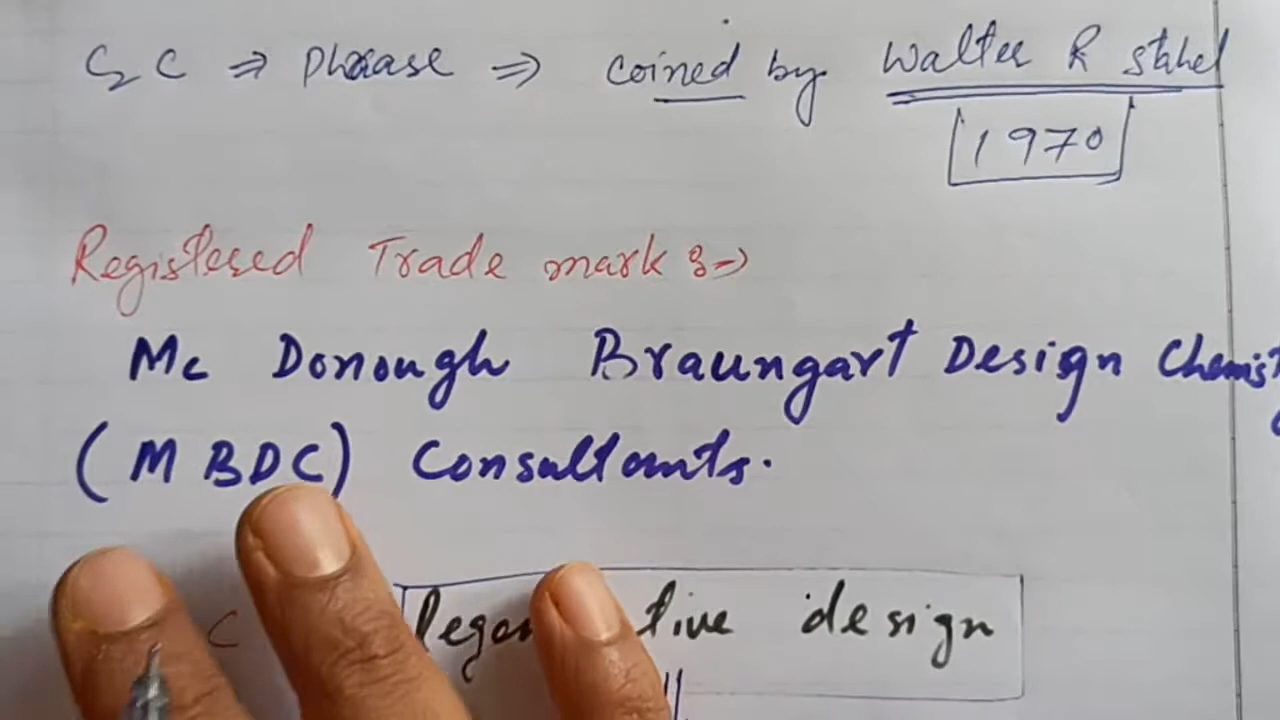 C2C ⇒ phrase ⇒ coined by Walter R stahel
1970
Registered Trade mark :→
Mc Donough Braungart Design Chemist
(MBDC) Consultants.
C design